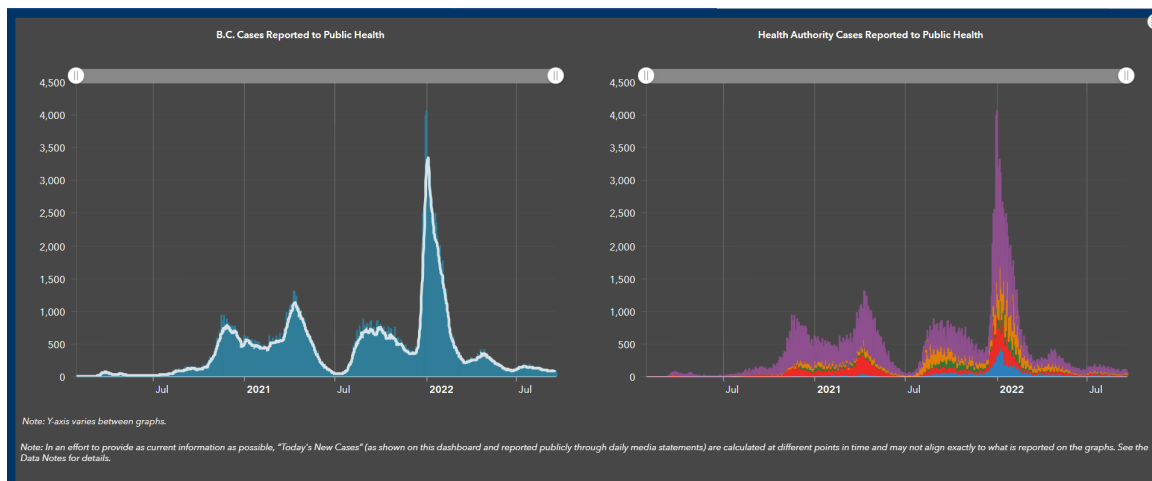 B.C. Cases Reported to Public Health
4,500
4,000
3,500
3,000
2,500
2,000
1,500
1,000
500
0
Jul
2021
Jul
2022
Jul
Health Authority Cases Reported to Public Health
4,500
4,000
3,500
3,000
2,500
2,000
1,500
1,000
500
0
Jul
2021
Jul
2022
Jul
Note: Y-axis varies between graphs.
Note: In an effort to provide as current information as possible, "Today's New Cases" (as shown on this dashboard and reported publicly through daily media statements) are calculated at different points in time and may not align exactly to what is reported on the graphs. See the
Data Notes for details.